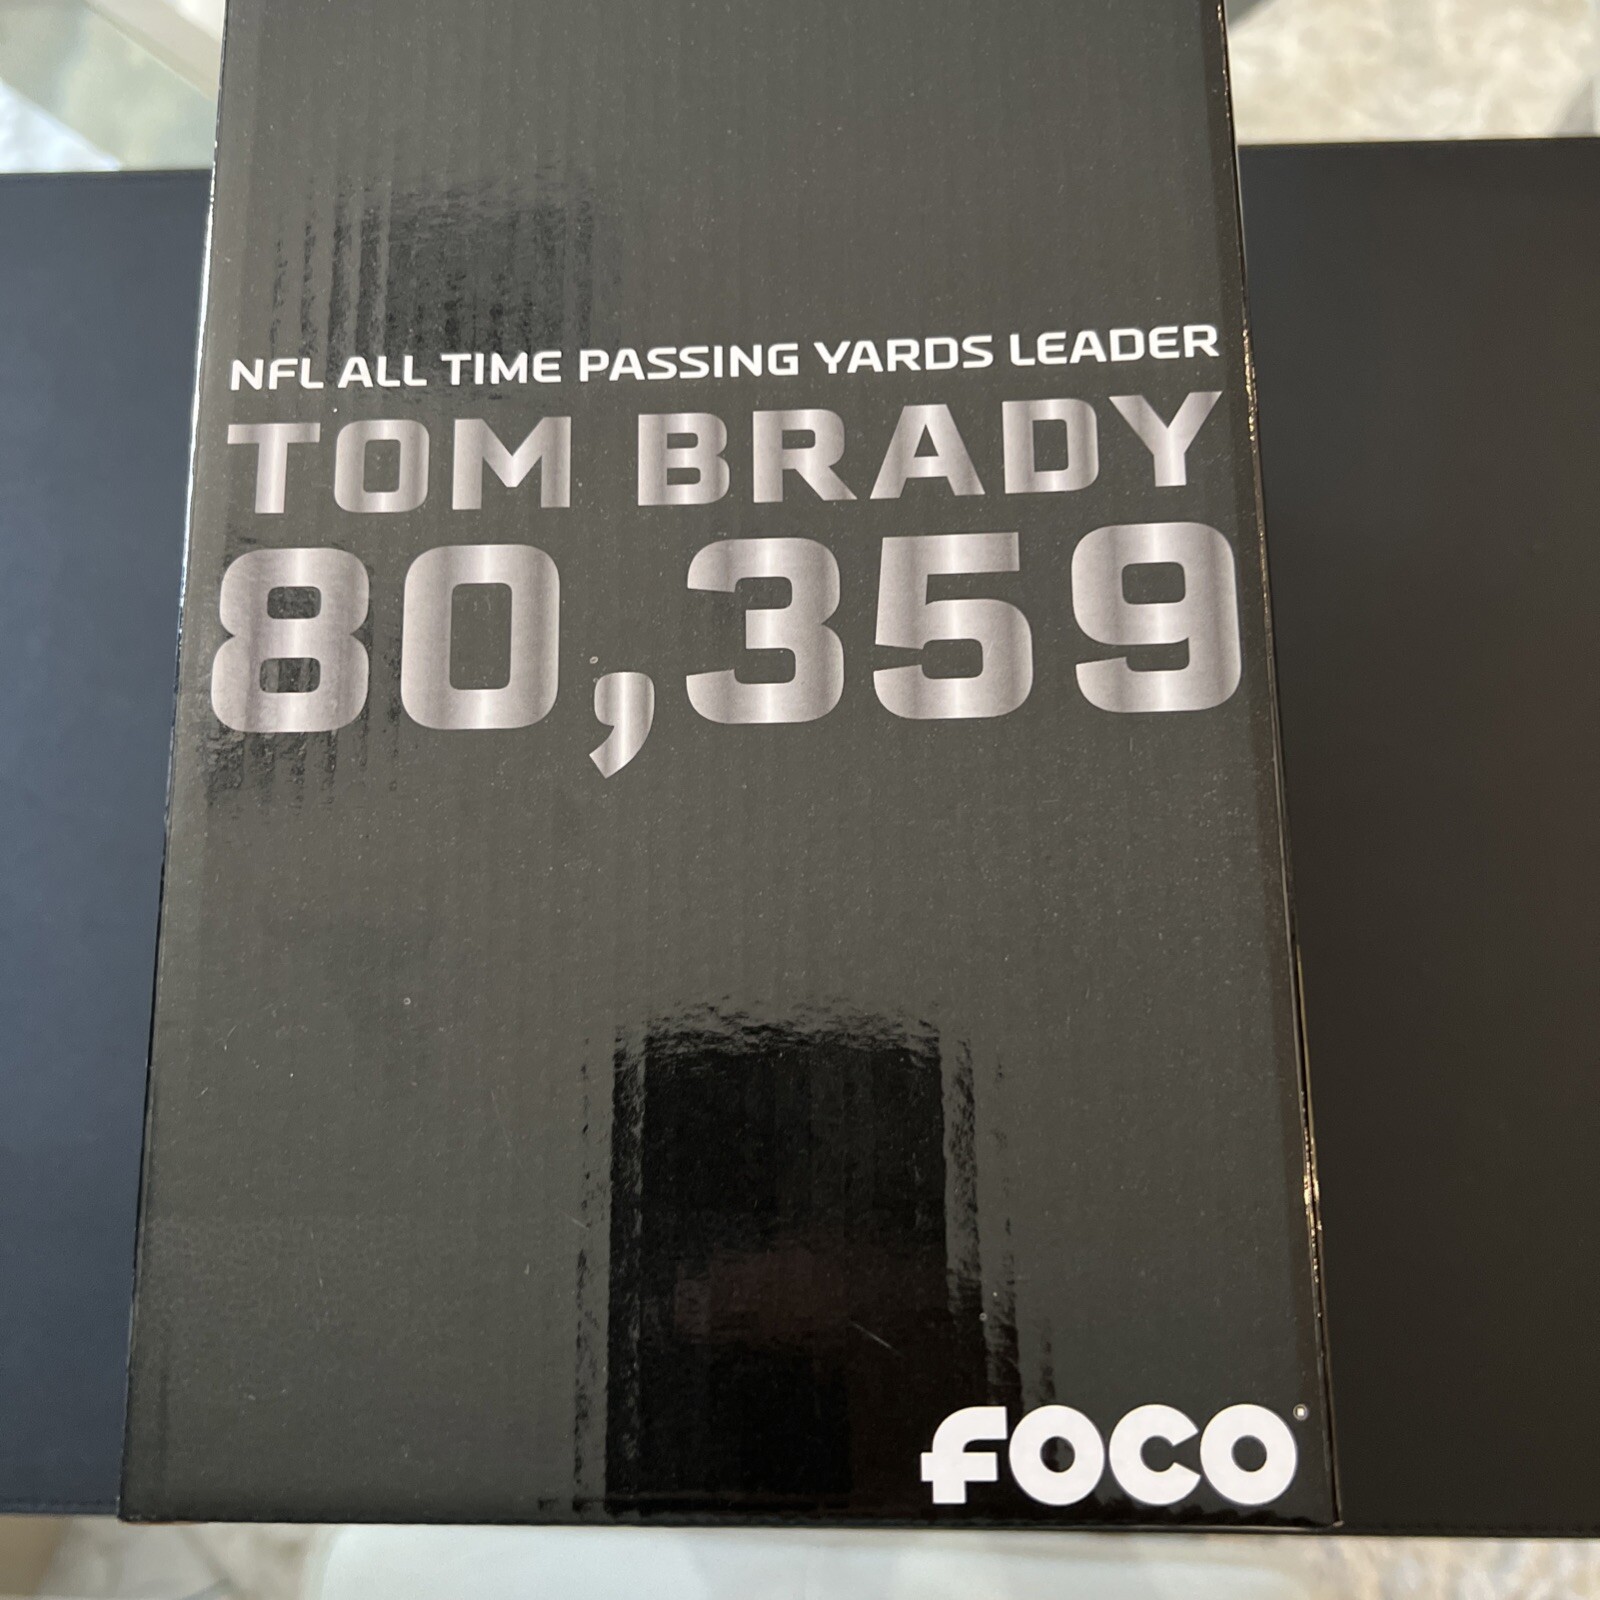 NFL ALL TIME PASSING YARDS LEADER
TOM BRADY
80,359
FOCO